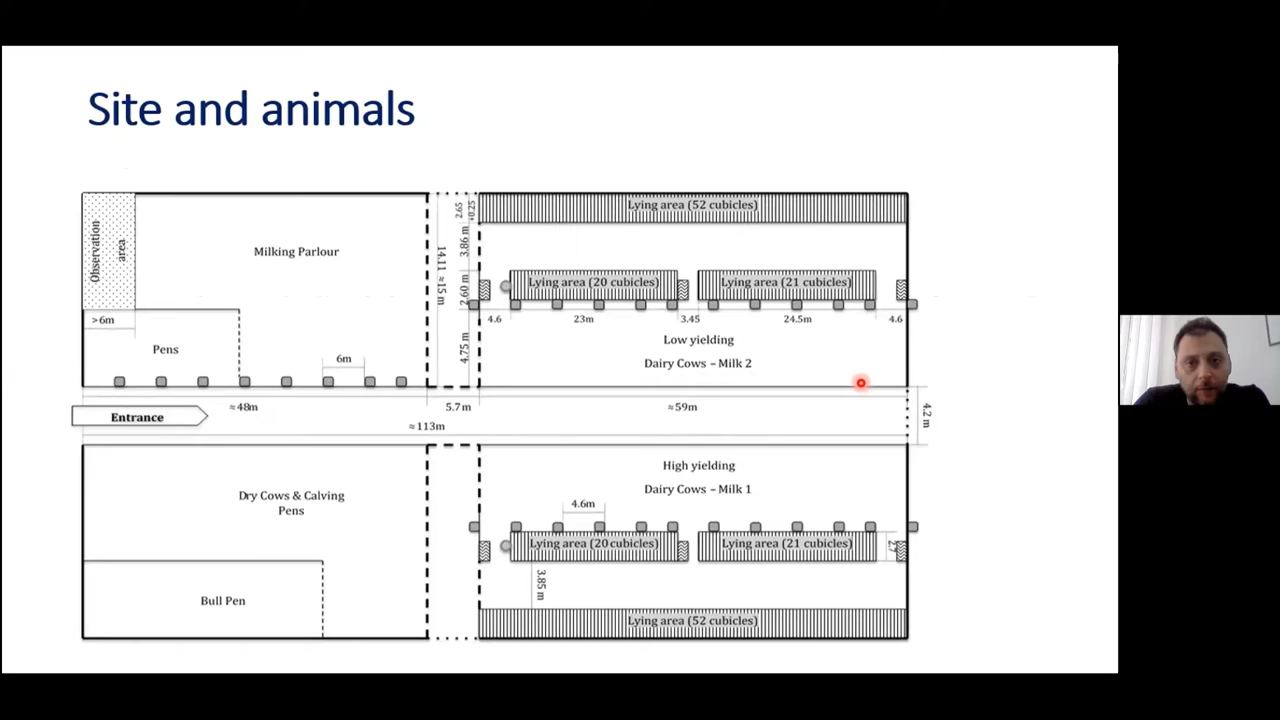 Site and animals
Observation
area
Milking Parlour
>6m
Pens
6m
14.11 ≈15 m
2.65
+0.25
3.86 m
2.60 m
4.75 m
Lying area (52 cubicles)
Lying area (20 cubicles)
Lying area (21 cubicles)
4.6
23m
3.45
24.5m
4.6
Low yielding
Dairy Cows – Milk 2
Entrance
≈48m
5.7m
≈59m
≈113m
4.2 m
Dry Cows & Calving
Pens
Bull Pen
High yielding
Dairy Cows – Milk 1
4.6m
Lying area (20 cubicles)
Lying area (21 cubicles)
2.7
3.85 m
Lying area (52 cubicles)